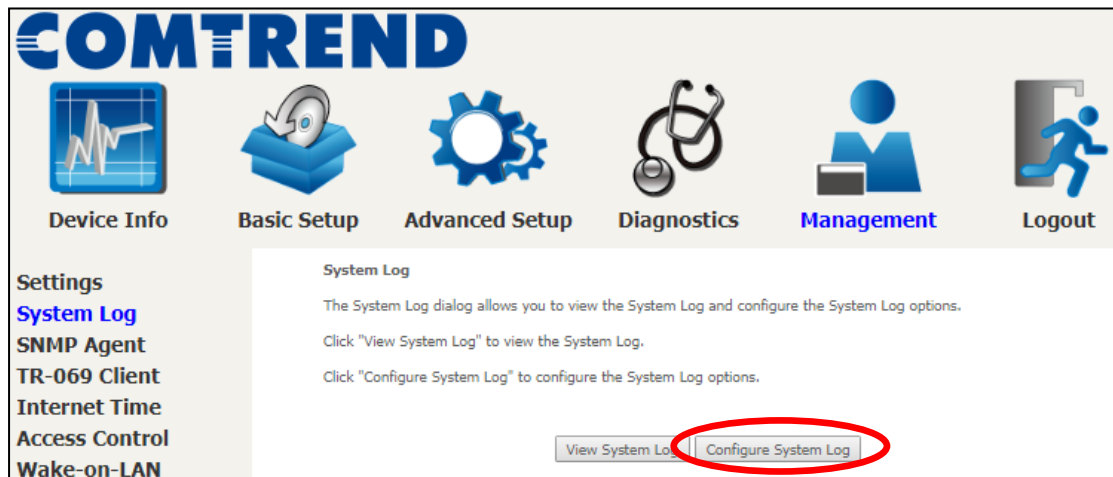 COMTREND
Device Info Basic Setup Advanced Setup Diagnostics Management Logout
Settings
System Log
SNMP Agent
TR-069 Client
Internet Time
Access Control
Wake-on-LAN
System Log
The System Log dialog allows you to view the System Log and configure the System Log options.
Click "View System Log" to view the System Log.
Click "Configure System Log" to configure the System Log options.
View System Log Configure System Log